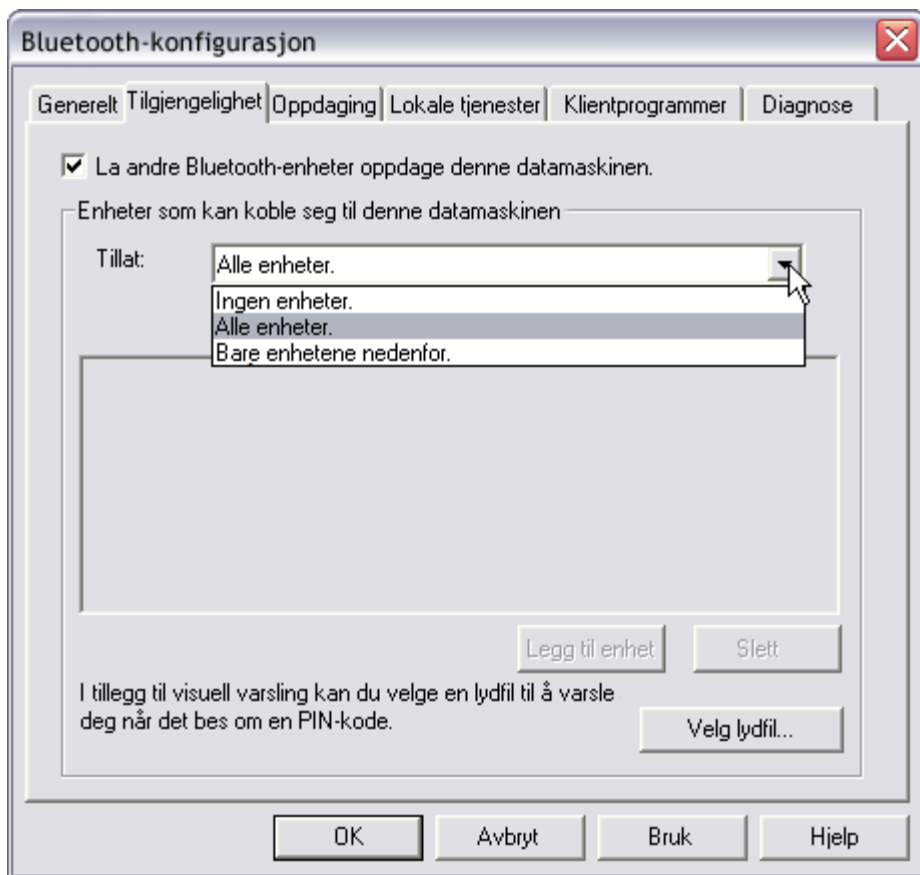 Bluetooth-konfigurasjon
Generelt Tilgjengelighet Oppdaging Lokale tjenester Klientprogrammer Diagnose
La andre Bluetooth-enheter oppdage denne datamaskinen.
Enheter som kan koble seg til denne datamaskinen
Tillat: Alle enheter.
Ingen enheter.
Alle enheter.
Bare enhetene nedenfor.
Legg til enhet Slett
I tillegg til visuell varsling kan du velge en lydfil til å varsle
deg når det bes om en PIN-kode.
Velg lydfil...
OK Avbryt Bruk Hjelp